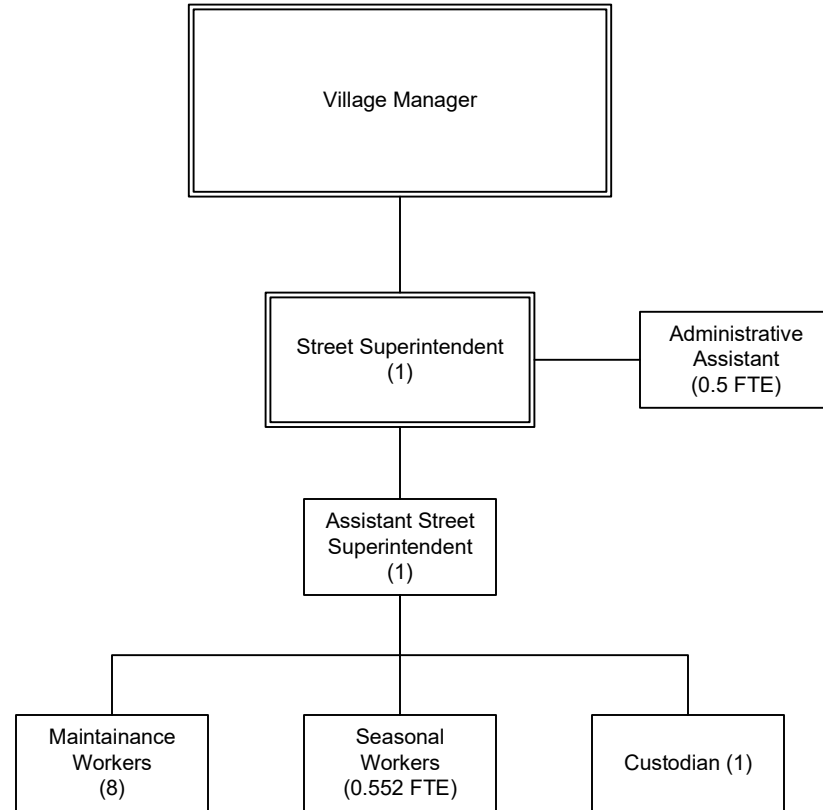 Village Manager
Street Superintendent
(1)
Administrative
Assistant
(0.5 FTE)
Assistant Street
Superintendent
(1)
Maintainance
Workers
(8)
Seasonal
Workers
(0.552 FTE)
Custodian (1)